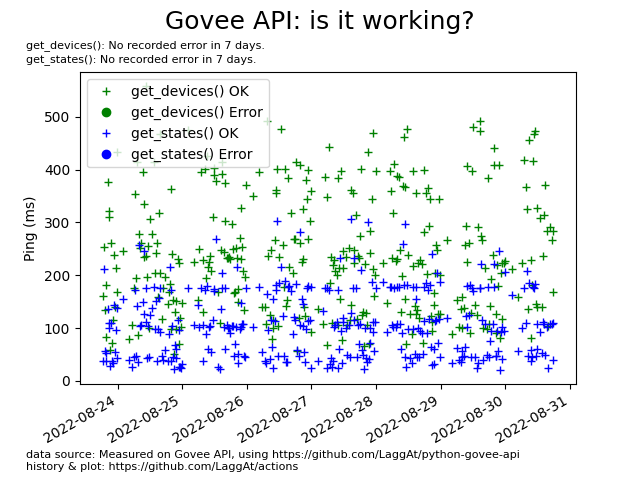 Govee API: is it working?
get_devices(): No recorded error in 7 days.
get_states(): No recorded error in 7 days.
get_devices() OK
get_devices() Error
get_states() OK
get_states() Error
Ping (ms)
500
400
300
200
100
0
2022-08-24
2022-08-25
2022-08-26
2022-08-27
2022-08-28
2022-08-29
2022-08-30
2022-08-31
data source: Measured on Govee API, using https://github.com/LaggAt/python-govee-api
history & plot: https://github.com/LaggAt/actions